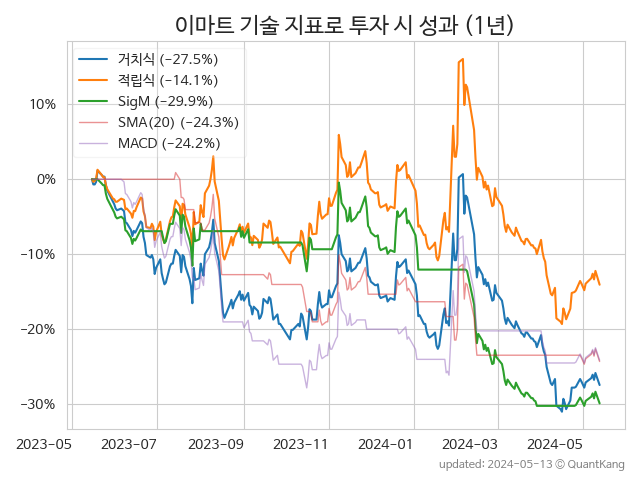 이마트 기술 지표로 투자 시 성과 (1년)
거치식 (−27.5%)
적립식 (−14.1%)
SigM (−29.9%)
SMA(20) (−24.3%)
MACD (−24.2%)
10%
0%
−10%
−20%
−30%
2023-05 2023-07 2023-09 2023-11 2024-01 2024-03 2024-05
updated: 2024-05-13 ⓒ QuantKang